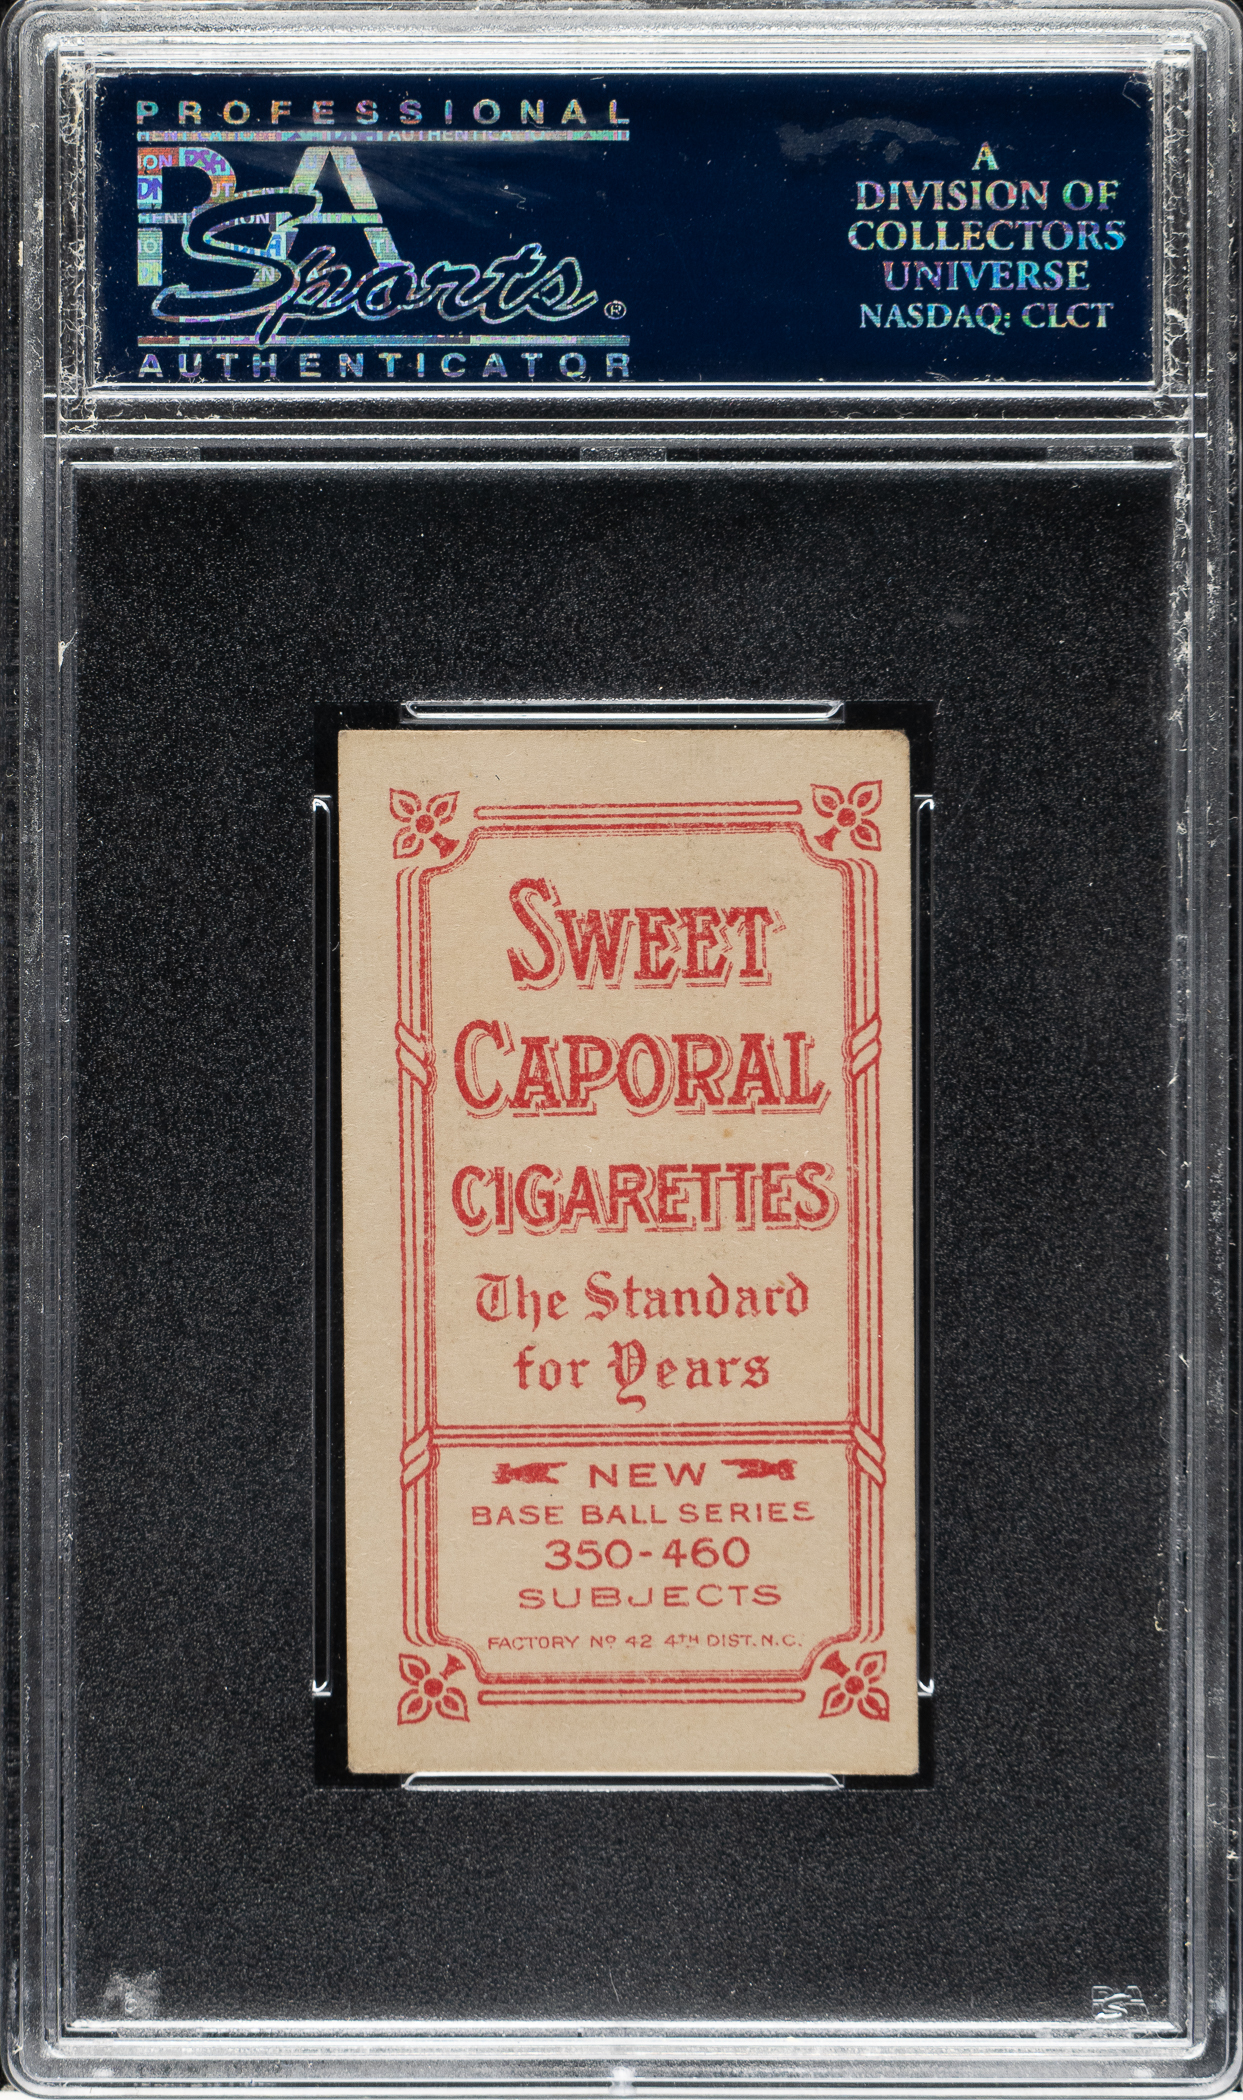 PROFESSIONAL
PSA
Sports®
AUTHENTICATOR
A
DIVISION OF
COLLECTORS
UNIVERSE
NASDAQ: CLCT
SWEET
CAPORAL
CIGARETTES
The Standard
for Years
NEW
BASE BALL SERIES
350-460
SUBJECTS
FACTORY Nº 42 4TH DIST. N.C.
PSA